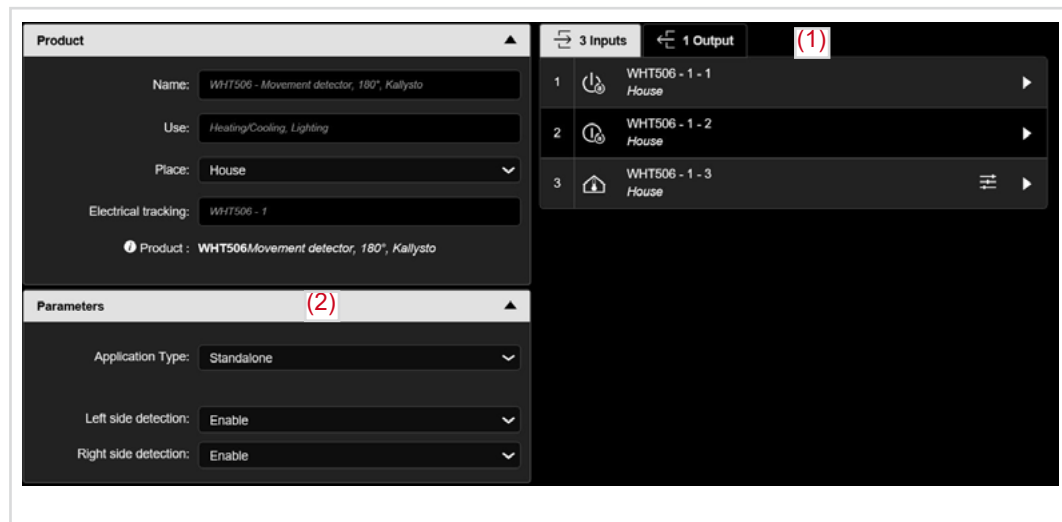 Product
Name: WHT506 - Movement detector, 180°, Kallysto
Use: Heating/Cooling, Lighting
Place: House
Electrical tracking: WHT506 - 1
Product : WHT506Movement detector, 180°, Kallysto
Parameters (2)
Application Type: Standalone
Left side detection: Enable
Right side detection: Enable
3 Inputs 1 Output (1)
1 WHT506 - 1 - 1
House
2 WHT506 - 1 - 2
House
3 WHT506 - 1 - 3
House